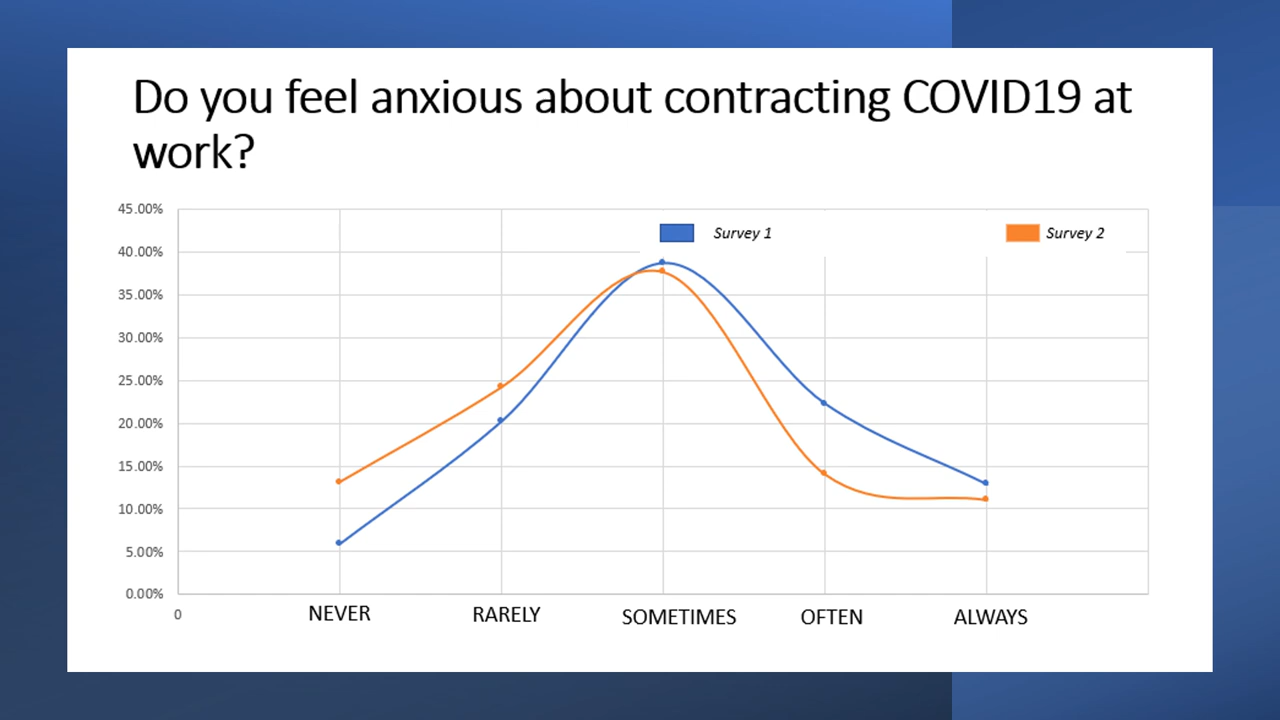 Do you feel anxious about contracting COVID19 at
work?
45.00%
Survey 1
Survey 2
40.00%
35.00%
30.00%
25.00%
20.00%
15.00%
10.00%
5.00%
0.00%
0
NEVER
RARELY
SOMETIMES
OFTEN
ALWAYS